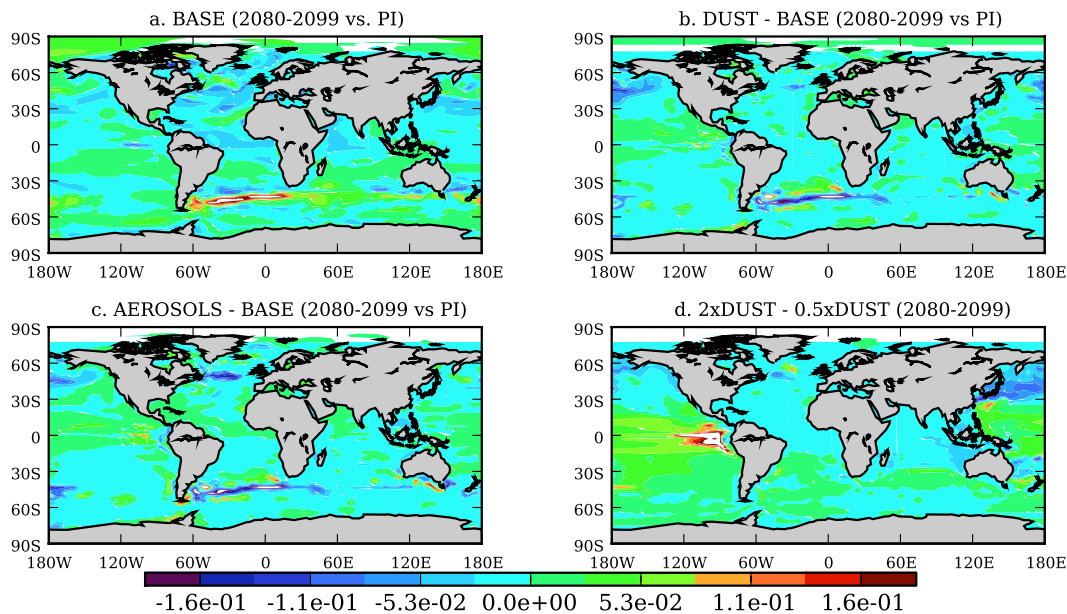 a. BASE (2080-2099 vs. PI)
90S
60S
30S
0
30S
60S
90S
180W 120W 60W 0 60E 120E 180E
b. DUST - BASE (2080-2099 vs PI)
90S
60S
30S
0
30S
60S
90S
180W 120W 60W 0 60E 120E 180E
c. AEROSOLS - BASE (2080-2099 vs PI)
90S
60S
30S
0
30S
60S
90S
180W 120W 60W 0 60E 120E 180E
d. 2xDUST - 0.5xDUST (2080-2099)
90S
60S
30S
0
30S
60S
90S
180W 120W 60W 0 60E 120E 180E
-1.6e-01 -1.1e-01 -5.3e-02 0.0e+00 5.3e-02 1.1e-01 1.6e-01